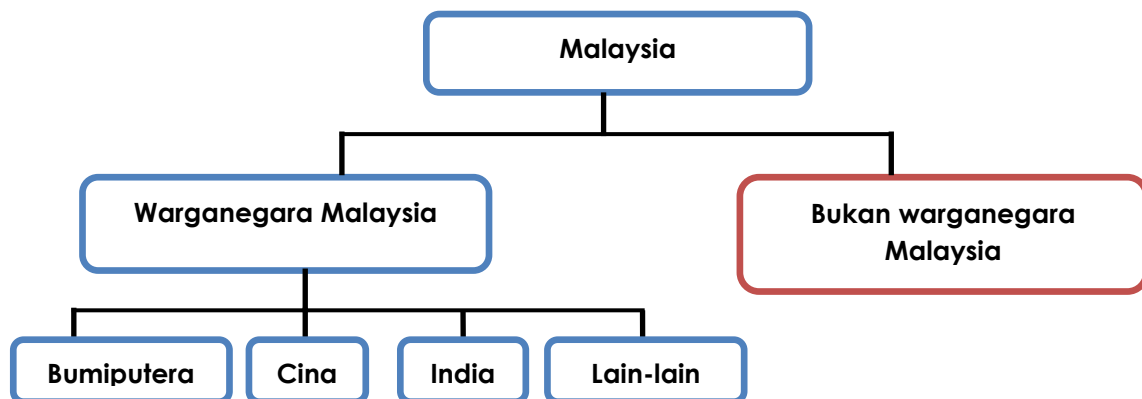 Malaysia
Warganegara Malaysia
Bukan warganegara
Malaysia
Bumiputera
Cina
India
Lain-lain